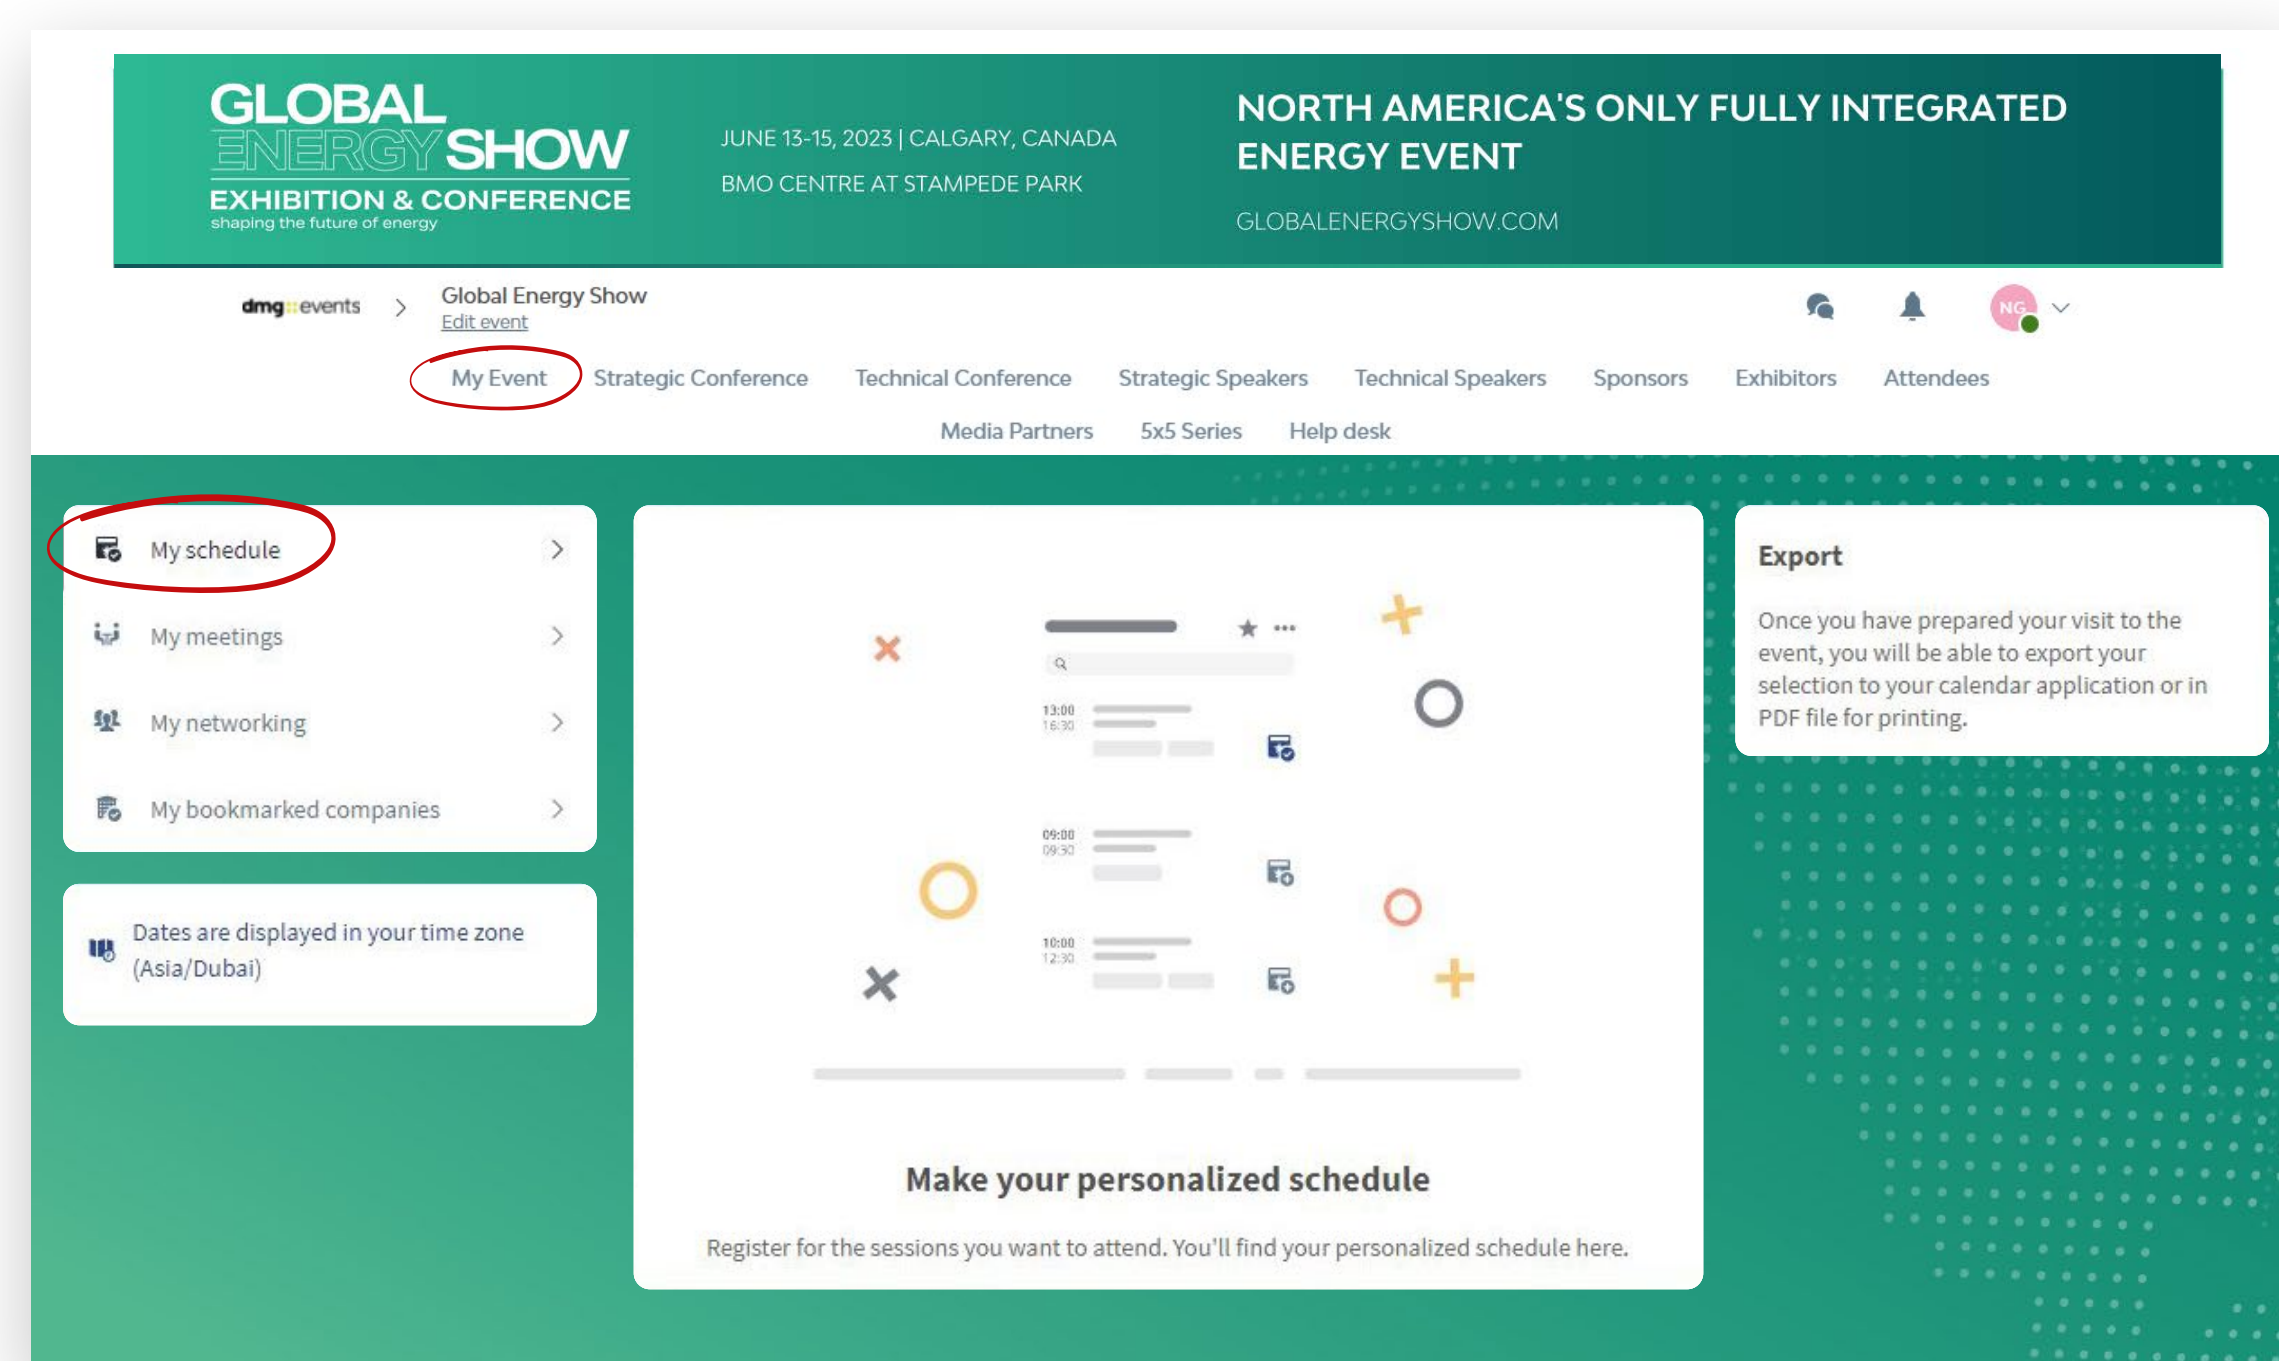 GLOBAL
ENERGY SHOW
EXHIBITION & CONFERENCE
shaping the future of energy
JUNE 13-15, 2023 | CALGARY, CANADA
BMO CENTRE AT STAMPEDE PARK
NORTH AMERICA'S ONLY FULLY INTEGRATED
ENERGY EVENT
GLOBALENERGYSHOW.COM
dmg::events > Global Energy Show
Edit event
NG
My Event Strategic Conference Technical Conference Strategic Speakers Technical Speakers Sponsors Exhibitors Attendees
Media Partners 5x5 Series Help desk
My schedule
My meetings
My networking
My bookmarked companies
Dates are displayed in your time zone
(Asia/Dubai)
13:00
16:30
09:00
09:30
10:00
12:30
Make your personalized schedule
Register for the sessions you want to attend. You'll find your personalized schedule here.
Export
Once you have prepared your visit to the
event, you will be able to export your
selection to your calendar application or in
PDF file for printing.